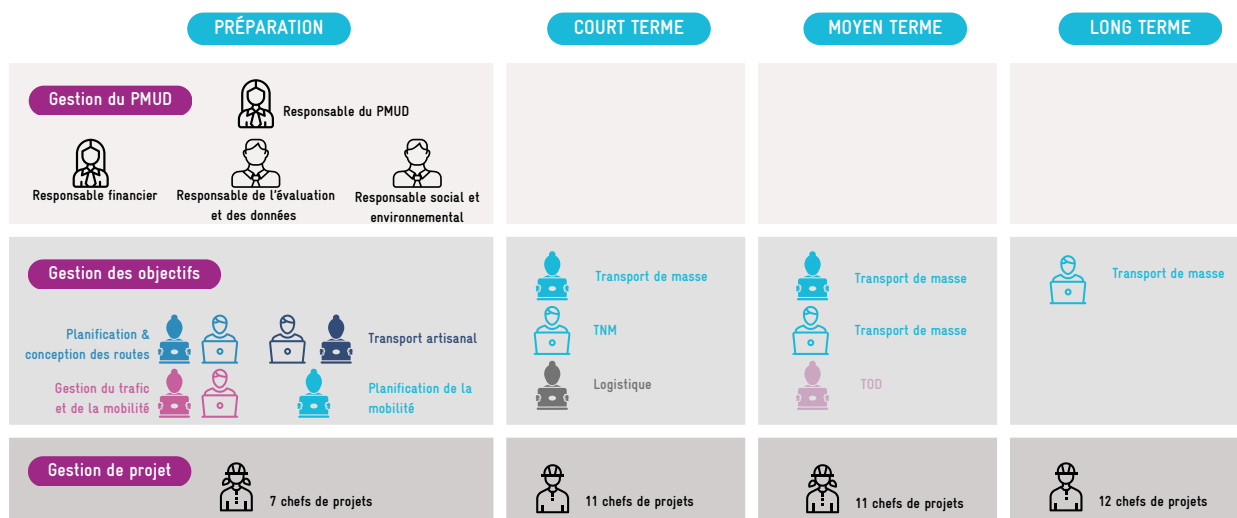 PRÉPARATION
COURT TERME
MOYEN TERME
LONG TERME
Gestion du PMUD
Responsable du PMUD
Responsable financier
Responsable de l'évaluation
et des données
Responsable social et
environnemental
Gestion des objectifs
Planification &
conception des routes
Transport artisanal
Gestion du trafic
et de la mobilité
Planification de la
mobilité
Transport de masse
TNM
Logistique
Transport de masse
Transport de masse
TOD
Transport de masse
Gestion de projet
7 chefs de projets
11 chefs de projets
11 chefs de projets
12 chefs de projets